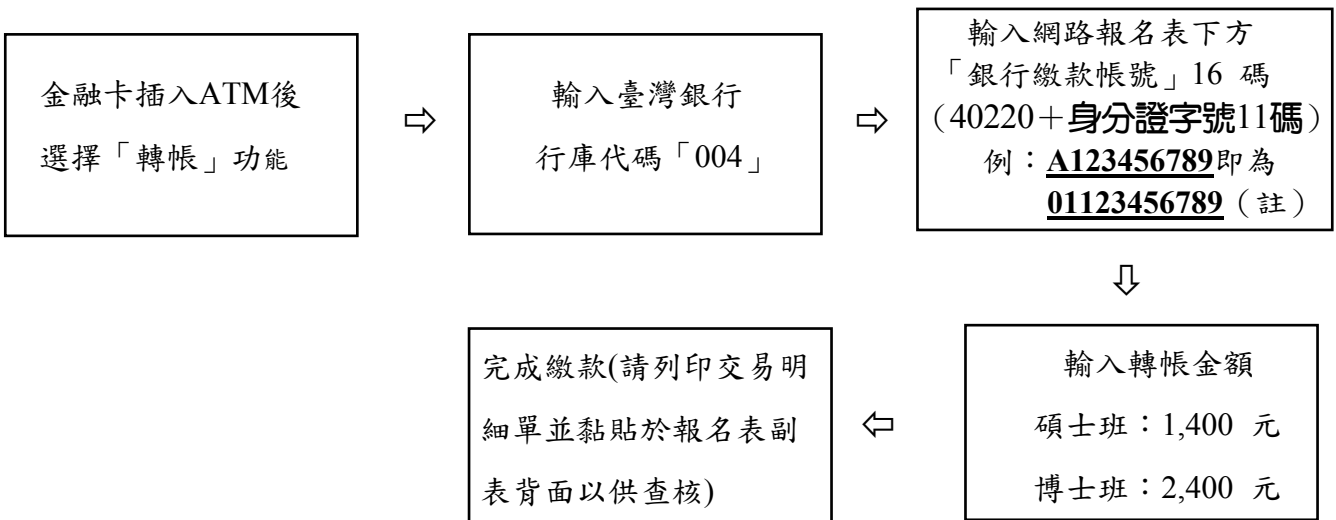 金融卡插入ATM後
選擇「轉帳」功能
⇨
輸入臺灣銀行
行庫代碼「004」
⇨
輸入網路報名表下方
「銀行繳款帳號」16 碼
（40220＋身分證字號11碼）
例：A123456789即為
01123456789（註）
⇩
輸入轉帳金額
碩士班：1,400 元
博士班：2,400 元
⇦
完成繳款(請列印交易明
細單並黏貼於報名表副
表背面以供查核)